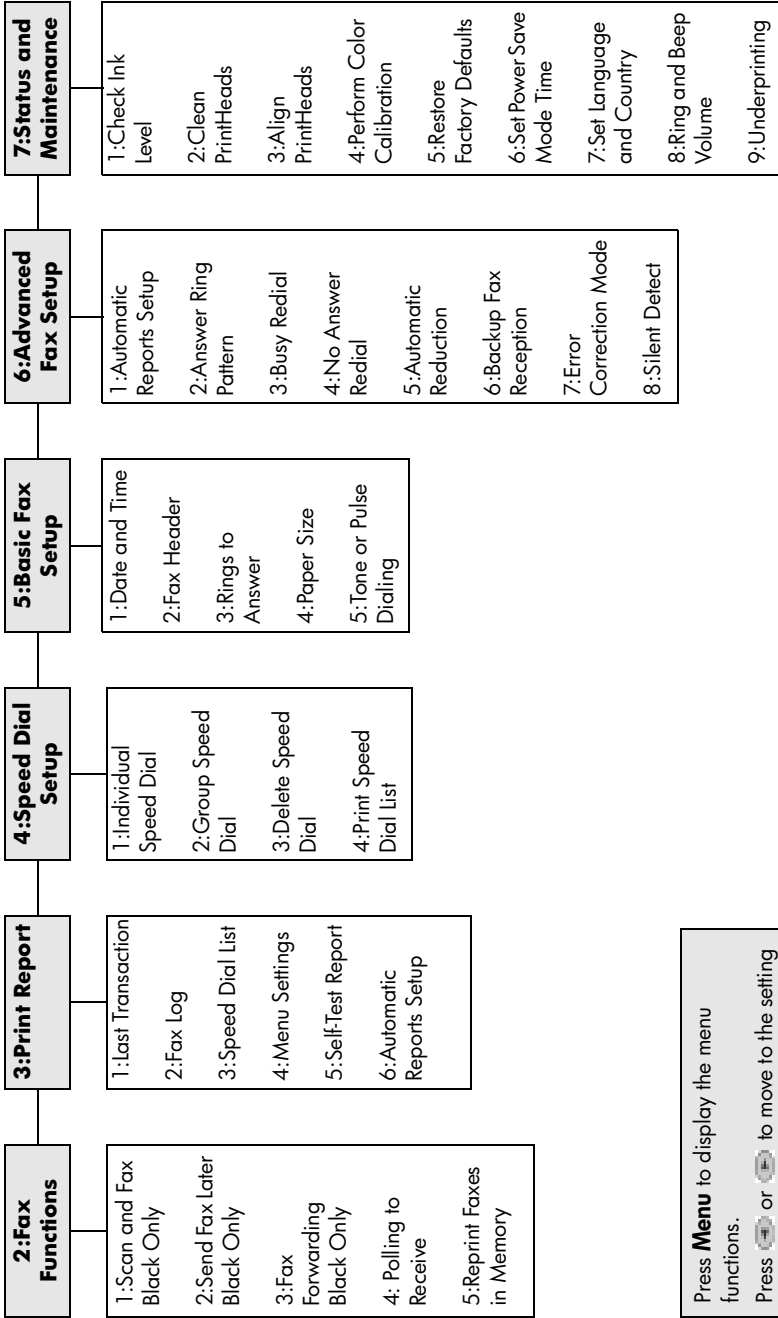 2:Fax
Functions
1:Scan and Fax
Black Only
2:Send Fax Later
Black Only
3:Fax
Forwarding
Black Only
4: Polling to
Receive
5:Reprint Faxes
in Memory
3:Print Report
1:Last Transaction
2:Fax Log
3:Speed Dial List
4:Menu Settings
5:Self-Test Report
6:Automatic
Reports Setup
4:Speed Dial
Setup
1:Individual
Speed Dial
2:Group Speed
Dial
3:Delete Speed
Dial
4:Print Speed
Dial List
5:Basic Fax
Setup
1:Date and Time
2:Fax Header
3:Rings to
Answer
4:Paper Size
5:Tone or Pulse
Dialing
6:Advanced
Fax Setup
1:Automatic
Reports Setup
2:Answer Ring
Pattern
3:Busy Redial
4:No Answer
Redial
5:Automatic
Reduction
6:Backup Fax
Reception
7:Error
Correction Mode
8:Silent Detect
7:Status and
Maintenance
1:Check Ink
Level
2:Clean
PrintHeads
3:Align
PrintHeads
4:Perform Color
Calibration
5:Restore
Factory Defaults
6:Set Power Save
Mode Time
7:Set Language
and Country
8:Ring and Beep
Volume
9:Underprinting
Press Menu to display the menu
functions.
Press or to move to the setting